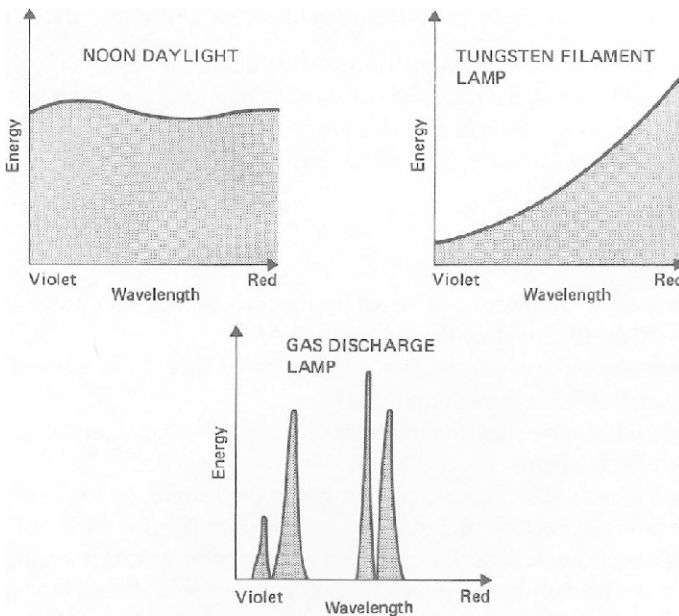 NOON DAYLIGHT
Energy
Violet
Red
Wavelength
TUNGSTEN FILAMENT
LAMP
Energy
Violet
Red
Wavelength
GAS DISCHARGE
LAMP
Energy
Violet
Red
Wavelength